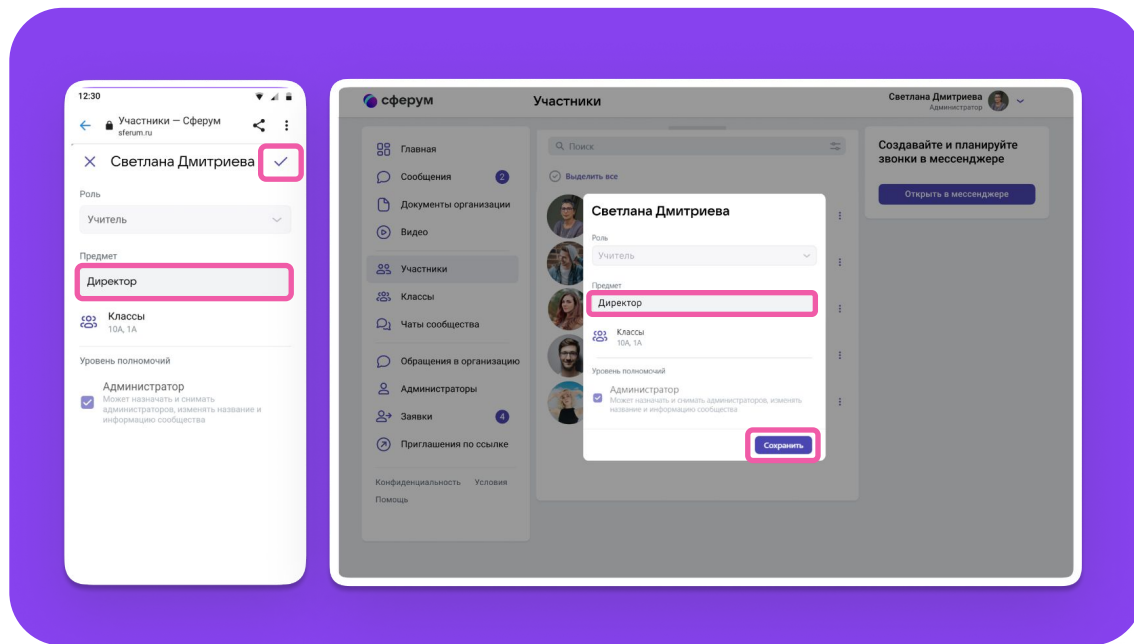 12:30
Участники — Сферум
sferum.ru
Светлана Дмитриева
Роль
Учитель
Предмет
Директор
Классы
10А, 1А
Уровень полномочий
Администратор
Может назначать и снимать
администраторов, изменять название и
информацию сообщества
сферум
Участники
Светлана Дмитриева
Администратор
Главная
Сообщения 2
Документы организации
Видео
Участники
Классы
Чаты сообщества
Обращения в организацию
Администраторы
Заявки 4
Приглашения по ссылке
Конфиденциальность Условия
Помощь
Поиск
Выделить все
Светлана Дмитриева
Роль
Учитель
Предмет
Директор
Классы
10А, 1А
Уровень полномочий
Администратор
Может назначать и снимать администраторов, изменять
название и информацию сообщества
Сохранить
Создавайте и планируйте
звонки в мессенджере
Открыть в мессенджере